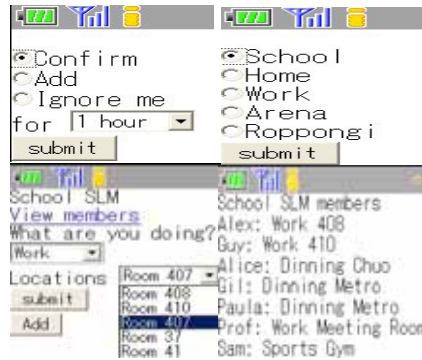 Confirm
Add
Ignore me
for 1 hour
submit
School
Home
Work
Arena
Roppongi
submit
School SLM
View members
What are you doing?
Work
Locations Room 407
Room 408
Room 410
Room 407
Room 37
Room 41
submit
Add
School SLM members
Alex: Work 408
Guy: Work 410
Alice: Dinning Chuo
Gil: Dinning Metro
Paula: Dinning Metro
Prof: Work Meeting Room
Sam: Sports Gym